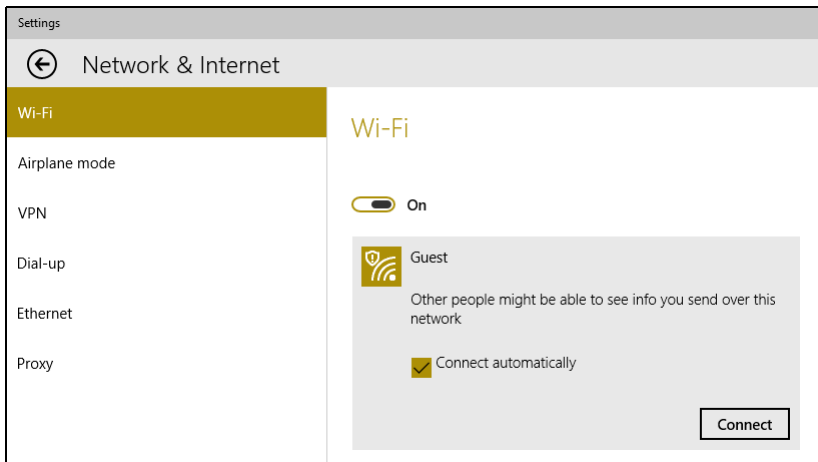 Settings
Network & Internet
Wi-Fi
Airplane mode
VPN
Dial-up
Ethernet
Proxy
Wi-Fi
On
Guest
Other people might be able to see info you send over this
network
Connect automatically
Connect